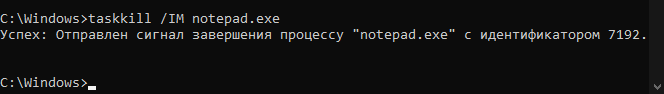 C:\Windows>taskkill /IM notepad.exe
Успех: Отправлен сигнал завершения процессу "notepad.exe" с идентификатором 7192.
C:\Windows>